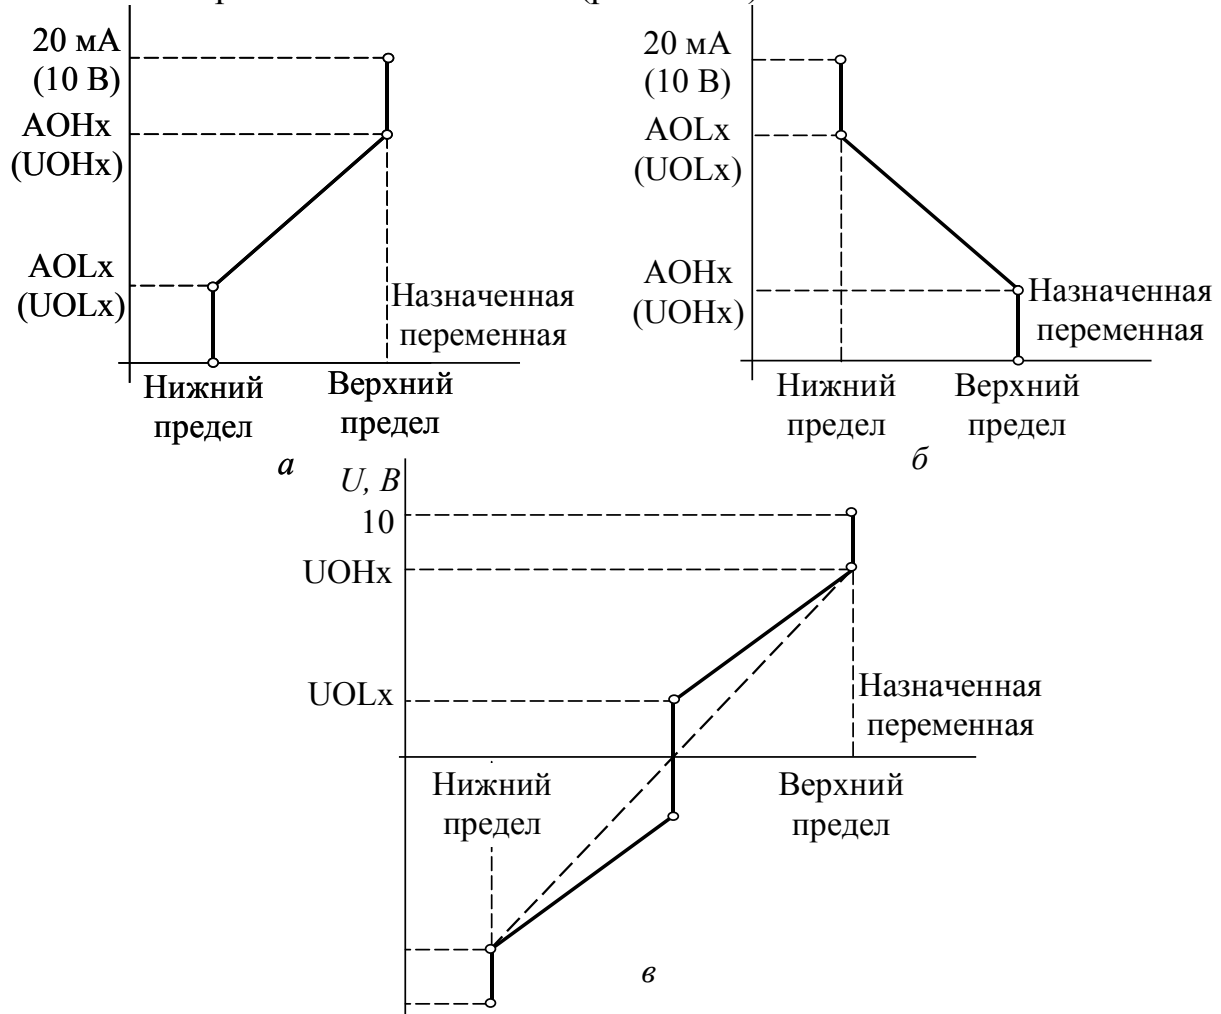 20 мА
(10 В)
AOHx
(UOHx)
AOLx
(UOLx)
Назначенная
переменная
Нижний
предел
Верхний
предел
а
20 мА
(10 В)
AOLx
(UOLx)
AOHx
(UOHx)
Назначенная
переменная
Нижний
предел
Верхний
предел
б
U, В
10
UOHx
UOLx
Назначенная
переменная
Нижний
предел
Верхний
предел
в